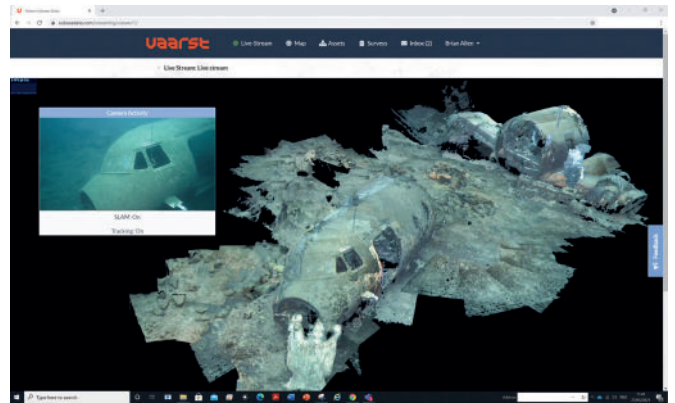 vaarst
Live Stream
Map
Assets
Surveys
Inbox (2)
Brian Allen
Live Stream: Live stream
Camera Activity
SLAM: On
Tracking: On
Feedback
Type here to search